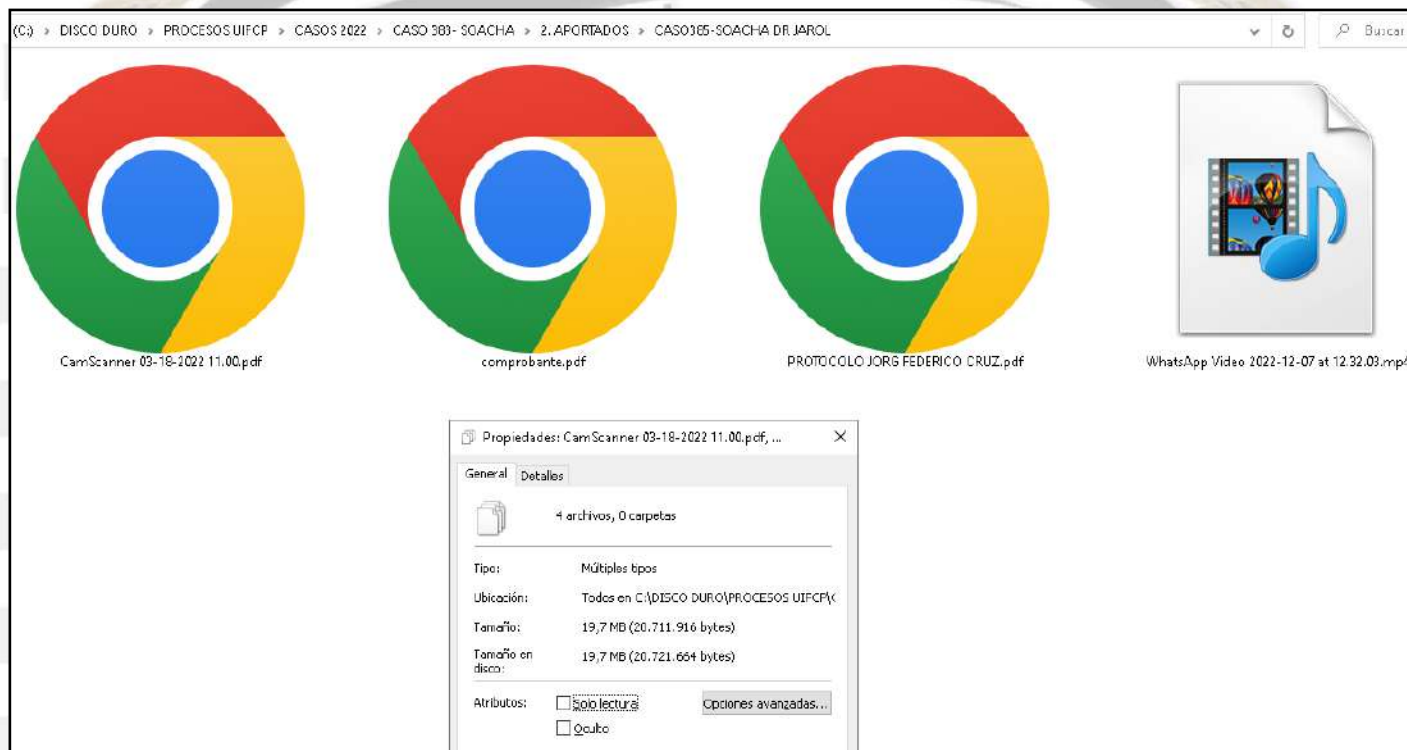 (C:) > DISCO DURO > PROCESOS UIFCP > CASOS 2022 > CASO 383- SOACHA > 2. APORTADOS > CASO385-SOACHA DR JAROL
Buscar
CamScanner 03-18-2022 11.00.pdf
comprobante.pdf
PROTOCOLO JORG FEDERICO CRUZ.pdf
WhatsApp Video 2022-12-07 at 12.32.03.mp4
Propiedades: CamScanner 03-18-2022 11.00.pdf, ...
General Detalles
4 archivos, 0 carpetas
Tipo: Múltiples tipos
Ubicación: Todos en C:\DISCO DURO\PROCESOS UIFCP\C
Tamaño: 19,7 MB (20.711.916 bytes)
Tamaño en disco: 19,7 MB (20.721.664 bytes)
Atributos: Solo lectura Opciones avanzadas...
Oculto